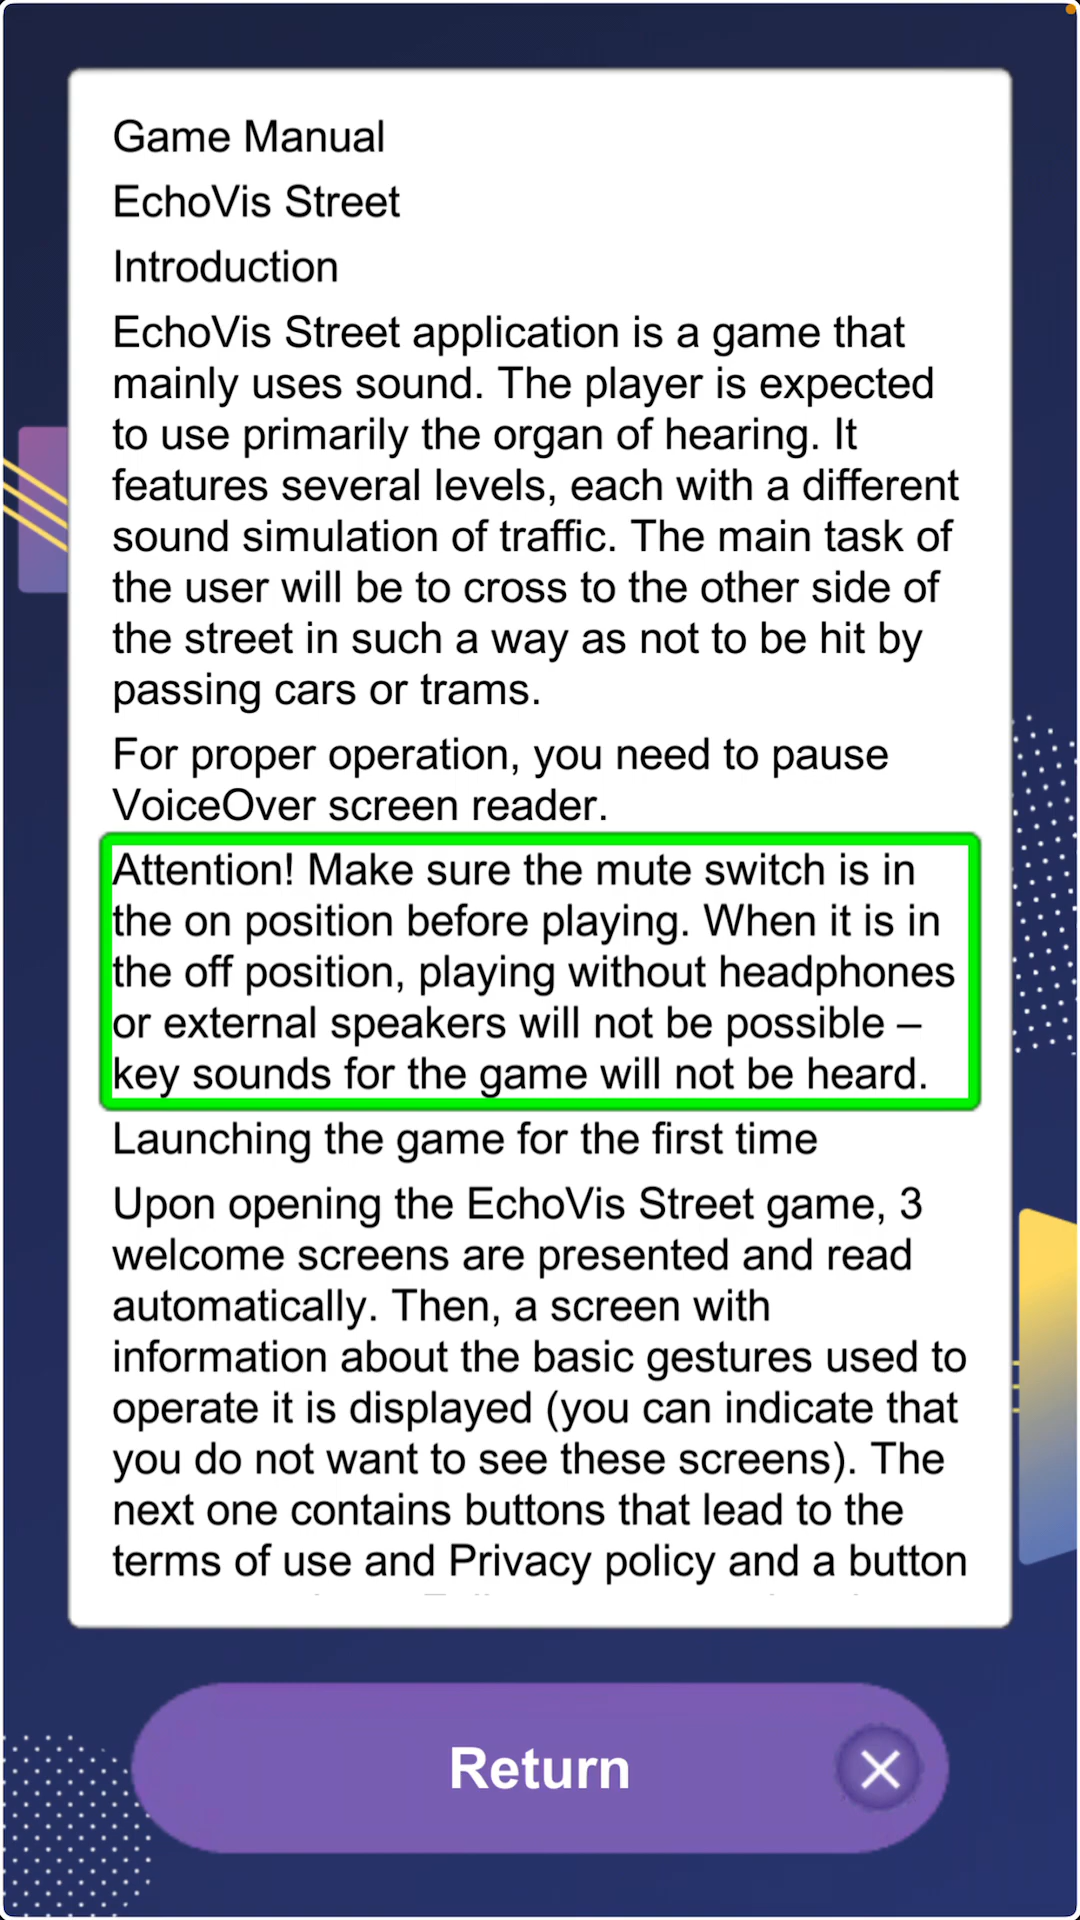 Game Manual
EchoVis Street
Introduction
EchoVis Street application is a game that
mainly uses sound. The player is expected
to use primarily the organ of hearing. It
features several levels, each with a different
sound simulation of traffic. The main task of
the user will be to cross to the other side of
the street in such a way as not to be hit by
passing cars or trams.
For proper operation, you need to pause
VoiceOver screen reader.
Attention! Make sure the mute switch is in
the on position before playing. When it is in
the off position, playing without headphones
or external speakers will not be possible –
key sounds for the game will not be heard.
Launching the game for the first time
Upon opening the EchoVis Street game, 3
welcome screens are presented and read
automatically. Then, a screen with
information about the basic gestures used to
operate it is displayed (you can indicate that
you do not want to see these screens). The
next one contains buttons that lead to the
terms of use and Privacy policy and a button
Return